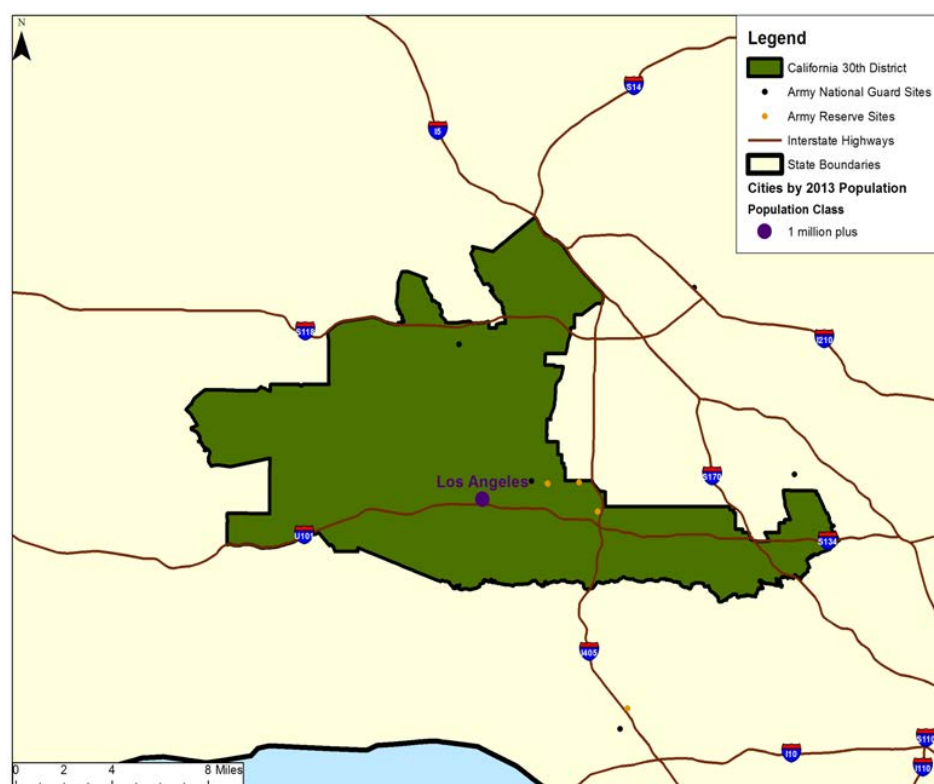 N
Legend
California 30th District
Army National Guard Sites
Army Reserve Sites
Interstate Highways
State Boundaries
Cities by 2013 Population
Population Class
1 million plus
S14
I5
S118
I210
Los Angeles
S170
U101
S134
I405
S110
I10
I110
0 2 4 8 Miles